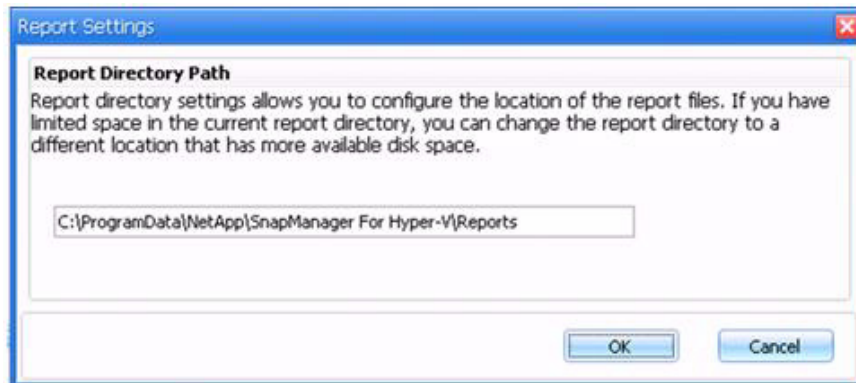 Report Settings
Report Directory Path
Report directory settings allows you to configure the location of the report files. If you have
limited space in the current report directory, you can change the report directory to a
different location that has more available disk space.
C:\ProgramData\NetApp\SnapManager For Hyper-V\Reports
OK
Cancel